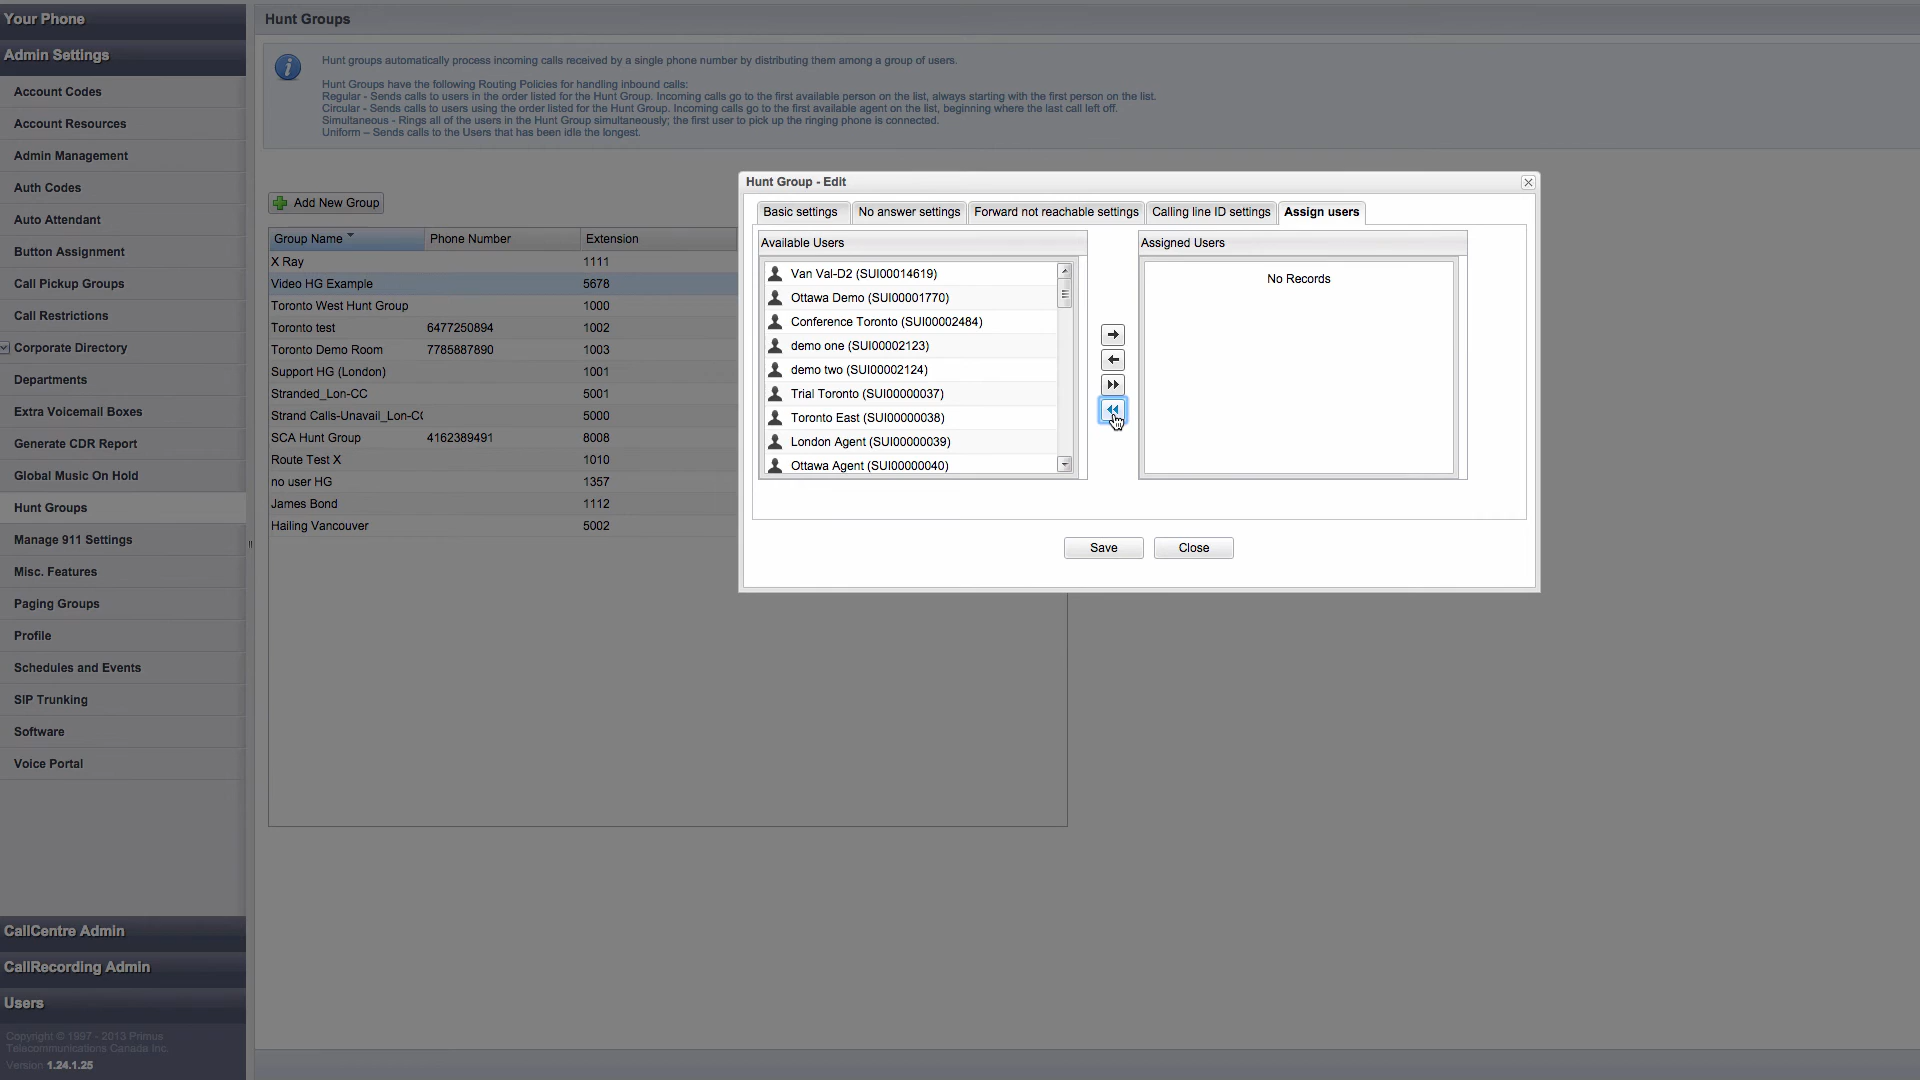 Your Phone
Admin Settings
Account Codes
Account Resources
Admin Management
Auth Codes
Auto Attendant
Button Assignment
Call Pickup Groups
Call Restrictions
Corporate Directory
Departments
Extra Voicemail Boxes
Generate CDR Report
Global Music On Hold
Hunt Groups
Manage 911 Settings
Misc. Features
Paging Groups
Profile
Schedules and Events
SIP Trunking
Software
Voice Portal
CallCentre Admin
CallRecording Admin
Users
Copyright © 1997 - 2013 Primus
Telecommunications Canada Inc.
Version 1.24.1.25
Hunt Groups
Hunt groups automatically process incoming calls received by a single phone number by distributing them among a group of users.
Hunt Groups have the following Routing Policies for handling inbound calls:
Regular - Sends calls to users in the order listed for the Hunt Group. Incoming calls go to the first available person on the list, always starting with the first person on the list.
Circular - Sends calls to users using the order listed for the Hunt Group. Incoming calls go to the first available agent on the list, beginning where the last call left off.
Simultaneous - Rings all of the users in the Hunt Group simultaneously; the first user to pick up the ringing phone is connected.
Uniform – Sends calls to the Users that has been idle the longest.
Add New Group
Group Name Phone Number Extension
X Ray 1111
Video HG Example 5678
Toronto West Hunt Group 1000
Toronto test 6477250894 1002
Toronto Demo Room 7785887890 1003
Support HG (London) 1001
Stranded_Lon-CC 5001
Strand Calls-Unavail_Lon-CC 5000
SCA Hunt Group 4162389491 8008
Route Test X 1010
no user HG 1357
James Bond 1112
Hailing Vancouver 5002
Hunt Group - Edit
Basic settings No answer settings Forward not reachable settings Calling line ID settings Assign users
Available Users
Van Val-D2 (SUI00014619)
Ottawa Demo (SUI00001770)
Conference Toronto (SUI00002484)
demo one (SUI00002123)
demo two (SUI00002124)
Trial Toronto (SUI00000037)
Toronto East (SUI00000038)
London Agent (SUI00000039)
Ottawa Agent (SUI00000040)
Assigned Users
No Records
Save Close